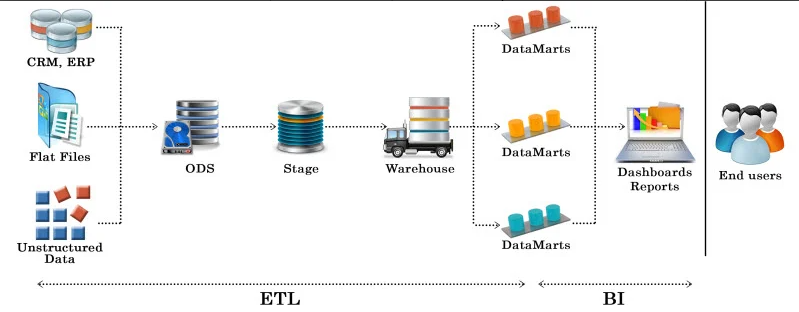 CRM, ERP
Flat Files
Unstructured
Data
ODS
Stage
Warehouse
DataMarts
DataMarts
DataMarts
Dashboards
Reports
End users
ETL
BI